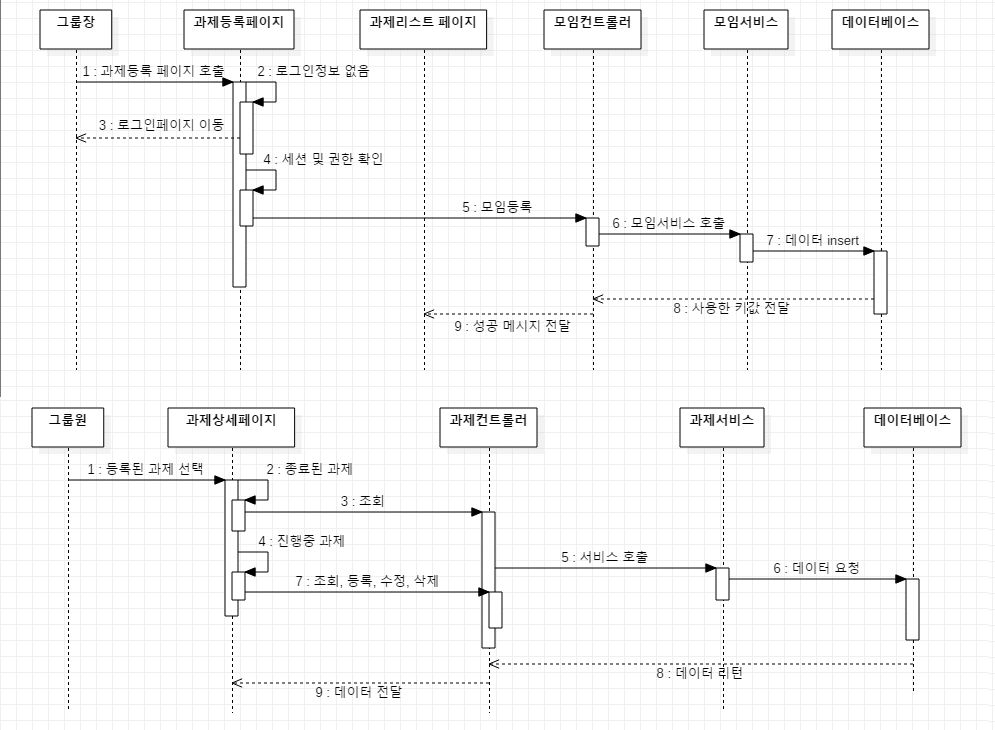 그룹장
과제등록페이지
과제리스트 페이지
모임컨트롤러
모임서비스
데이터베이스
1 : 과제등록 페이지 호출
2 : 로그인정보 없음
3 : 로그인페이지 이동
4 : 세션 및 권한 확인
5 : 모임등록
6 : 모임서비스 호출
7 : 데이터 insert
8 : 사용한 키값 전달
9 : 성공 메시지 전달
그룹원
과제상세페이지
과제컨트롤러
과제서비스
데이터베이스
1 : 등록된 과제 선택
2 : 종료된 과제
3 : 조회
4 : 진행중 과제
5 : 서비스 호출
6 : 데이터 요청
7 : 조회, 등록, 수정, 삭제
8 : 데이터 리턴
9 : 데이터 전달